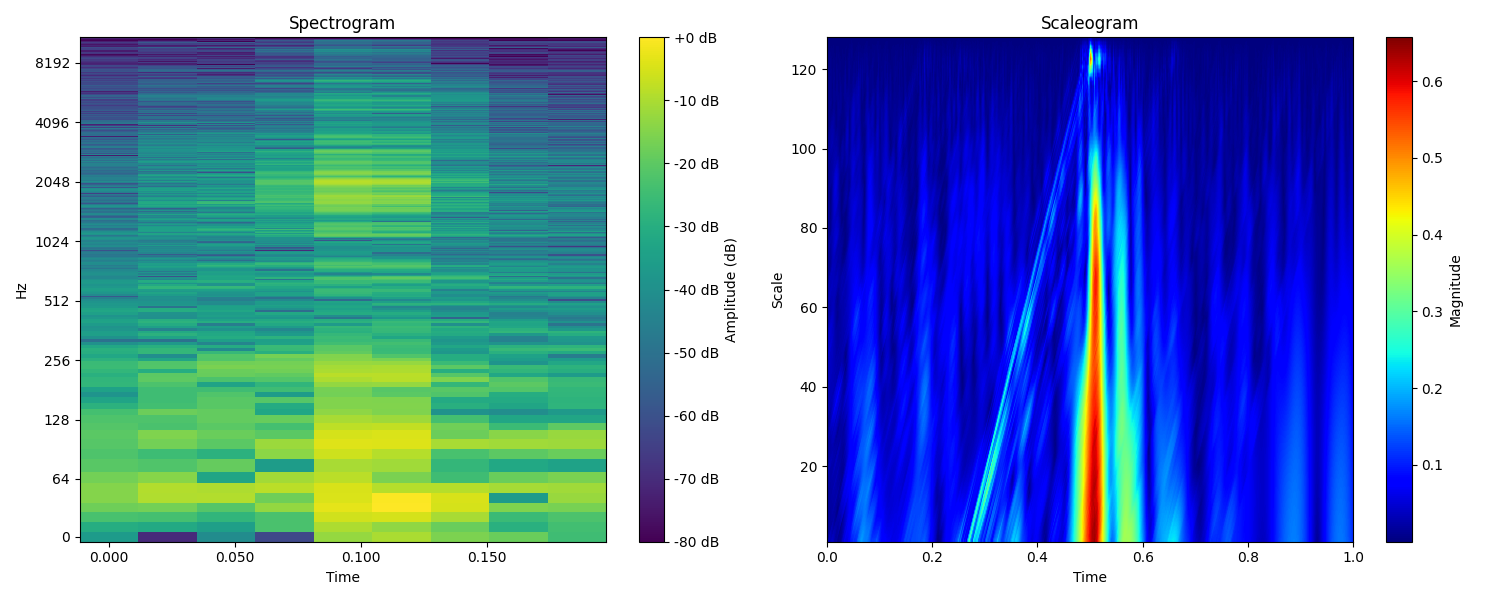 Spectrogram
Hz
8192
4096
2048
1024
512
256
128
64
0
0.000 0.050 0.100 0.150
Time
+0 dB
-10 dB
-20 dB
-30 dB
-40 dB
-50 dB
-60 dB
-70 dB
-80 dB
Amplitude (dB)
Scaleogram
Scale
120
100
80
60
40
20
0.0 0.2 0.4 0.6 0.8 1.0
Time
0.6
0.5
0.4
0.3
0.2
0.1
Magnitude